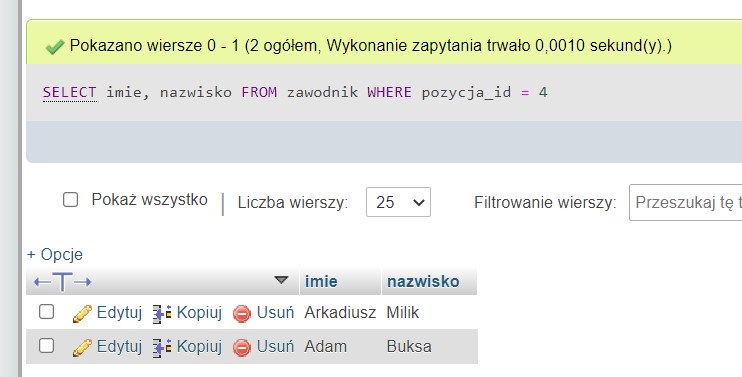 Pokazano wiersze 0 - 1 (2 ogółem, Wykonanie zapytania trwało 0,0010 sekund(y).)
SELECT imie, nazwisko FROM zawodnik WHERE pozycja_id = 4
Pokaż wszystko | Liczba wierszy: 25 Filtrowanie wierszy: Przeszukaj tę t
+ Opcje
←T→ imie nazwisko
Edytuj Kopiuj Usuń Arkadiusz Milik
Edytuj Kopiuj Usuń Adam Buksa